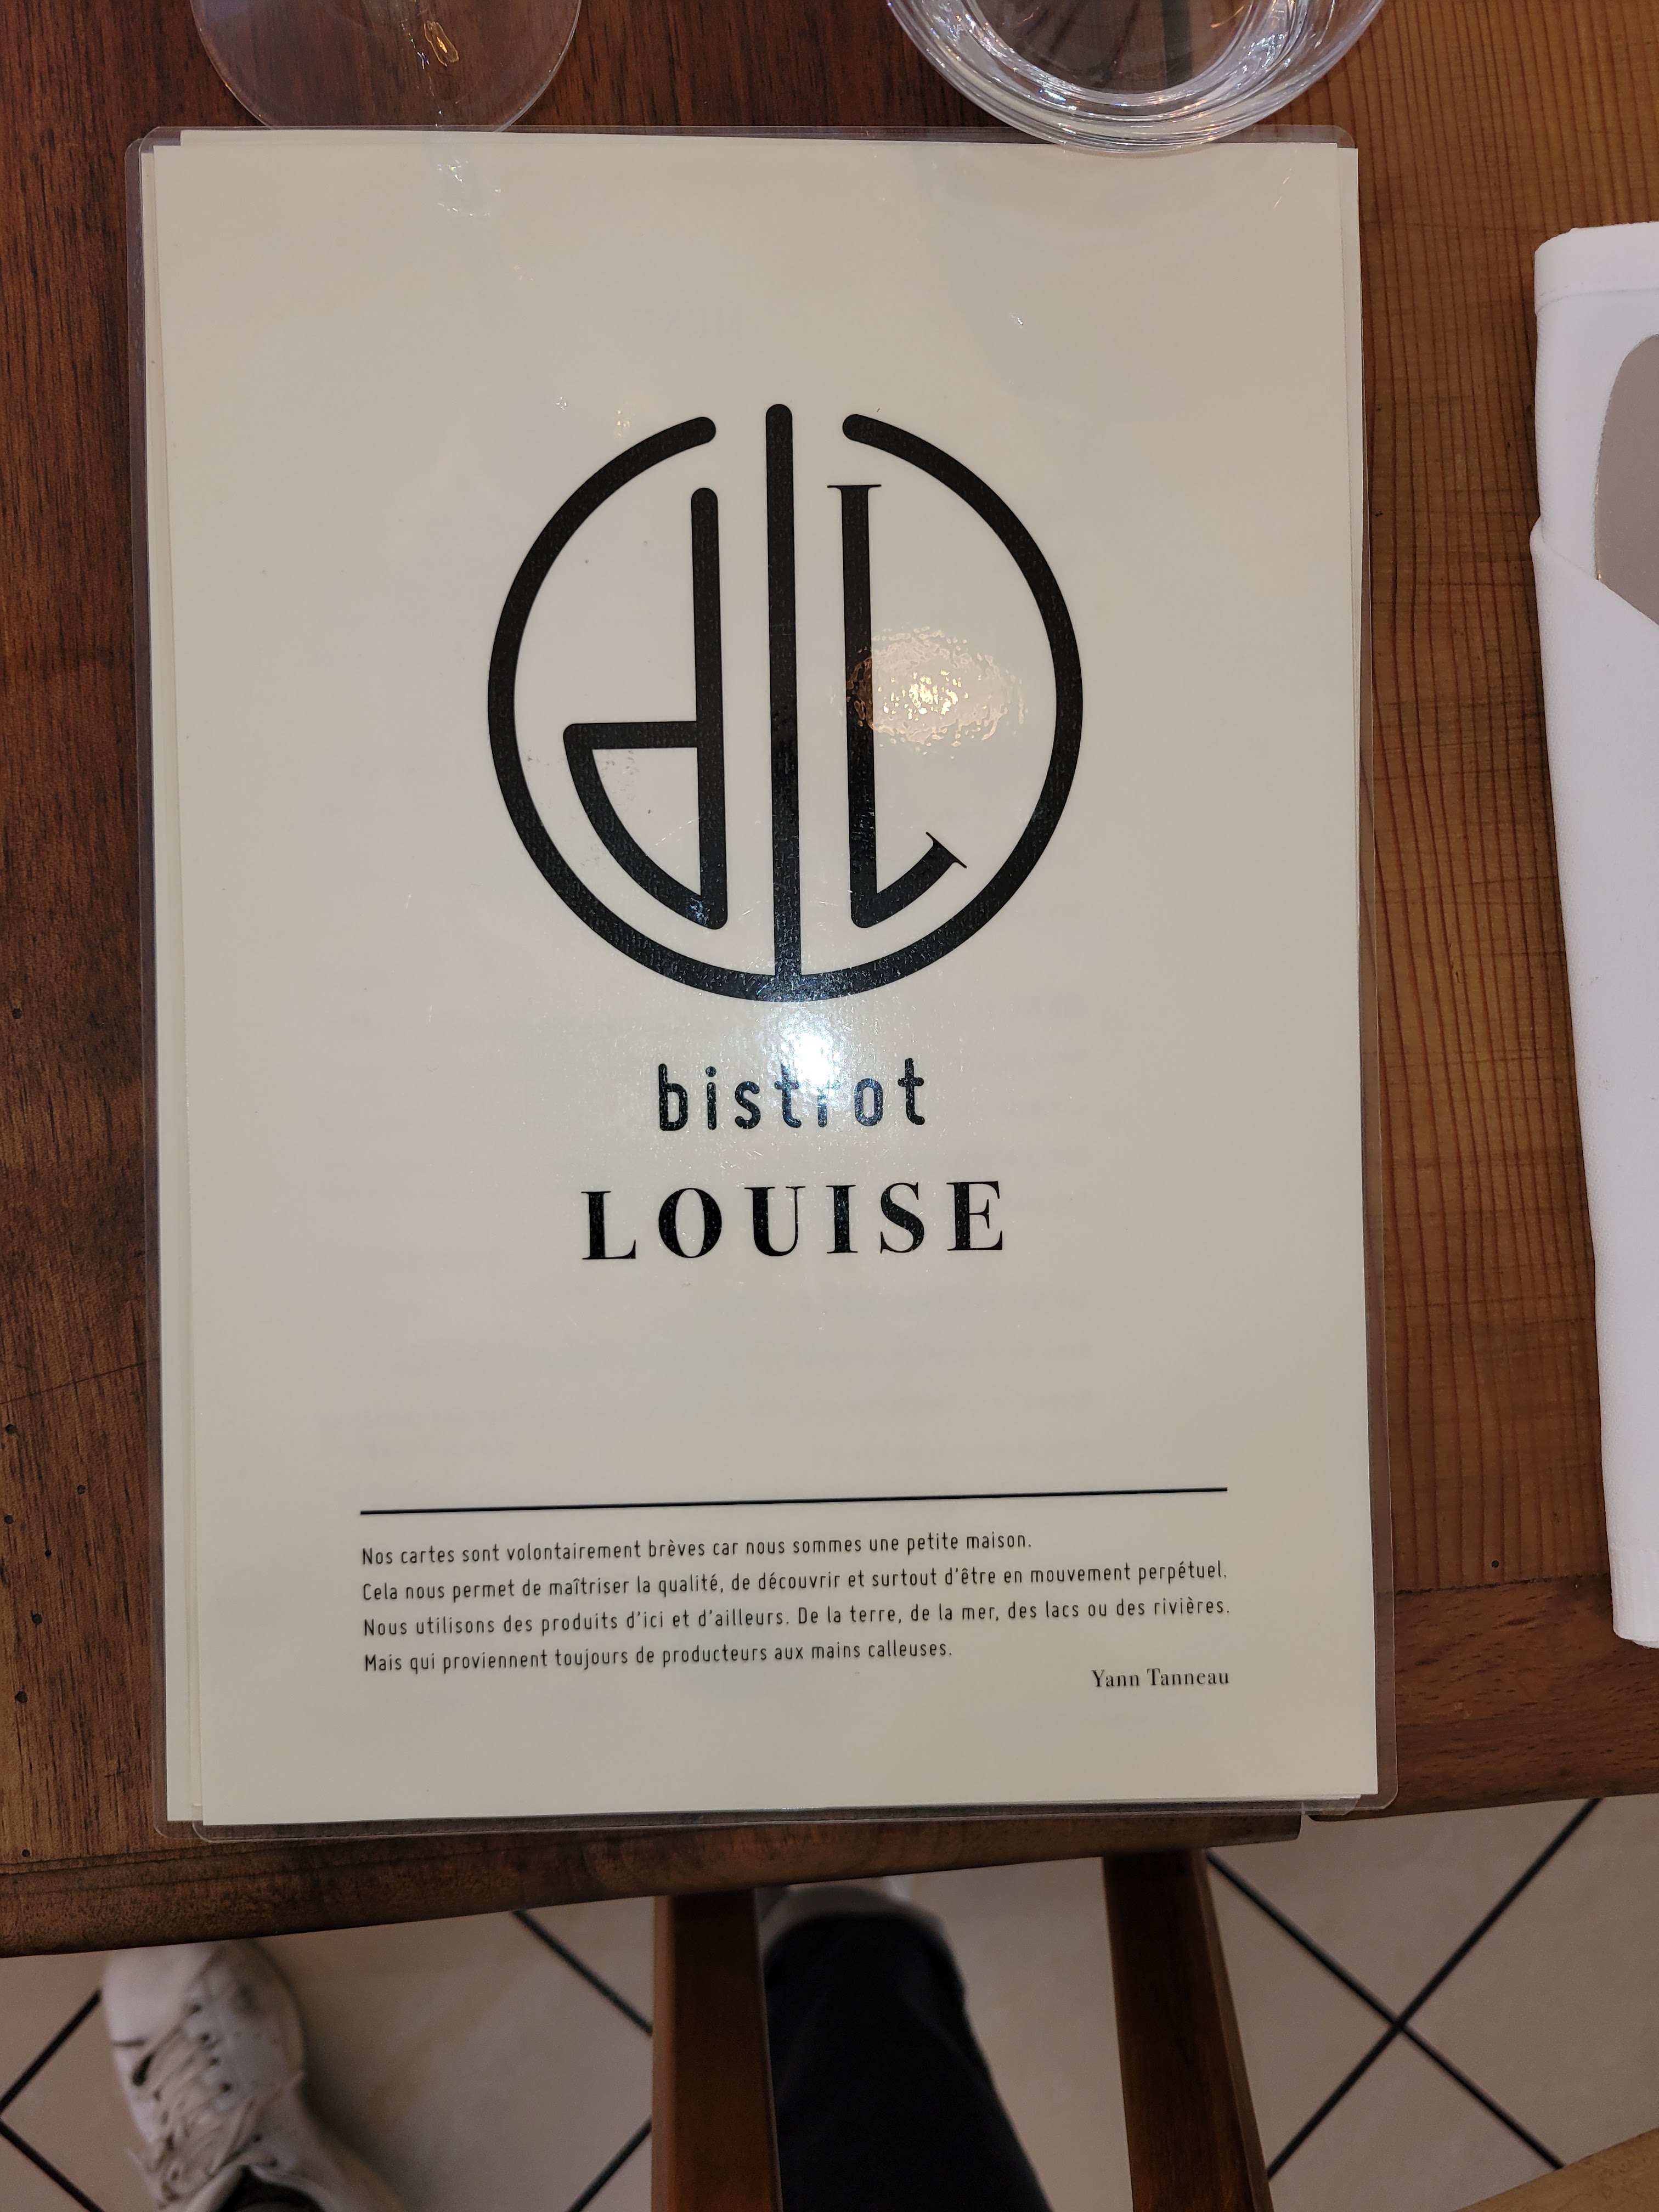 bistrot
LOUISE
Nos cartes sont volontairement brèves car nous sommes une petite maison.
Cela nous permet de maîtriser la qualité, de découvrir et surtout d'être en mouvement perpétuel.
Nous utilisons des produits d'ici et d'ailleurs. De la terre, de la mer, des lacs ou des rivières.
Mais qui proviennent toujours de producteurs aux mains calleuses.
Yann Tanneau